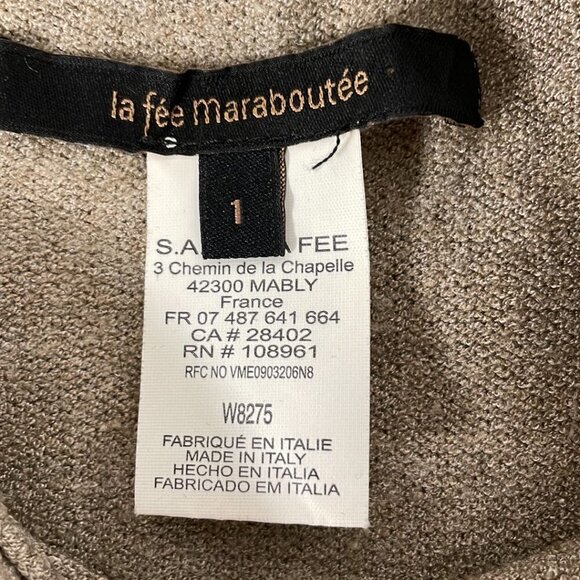 la fée maraboutée
1
S.A FEE
3 Chemin de la Chapelle
42300 MABLY
France
FR 07 487 641 664
CA # 28402
RN # 108961
RFC NO VME0903206N8
W8275
FABRIQUÉ EN ITALIE
MADE IN ITALY
HECHO EN ITALIA
FABRICADO EM ITALIA